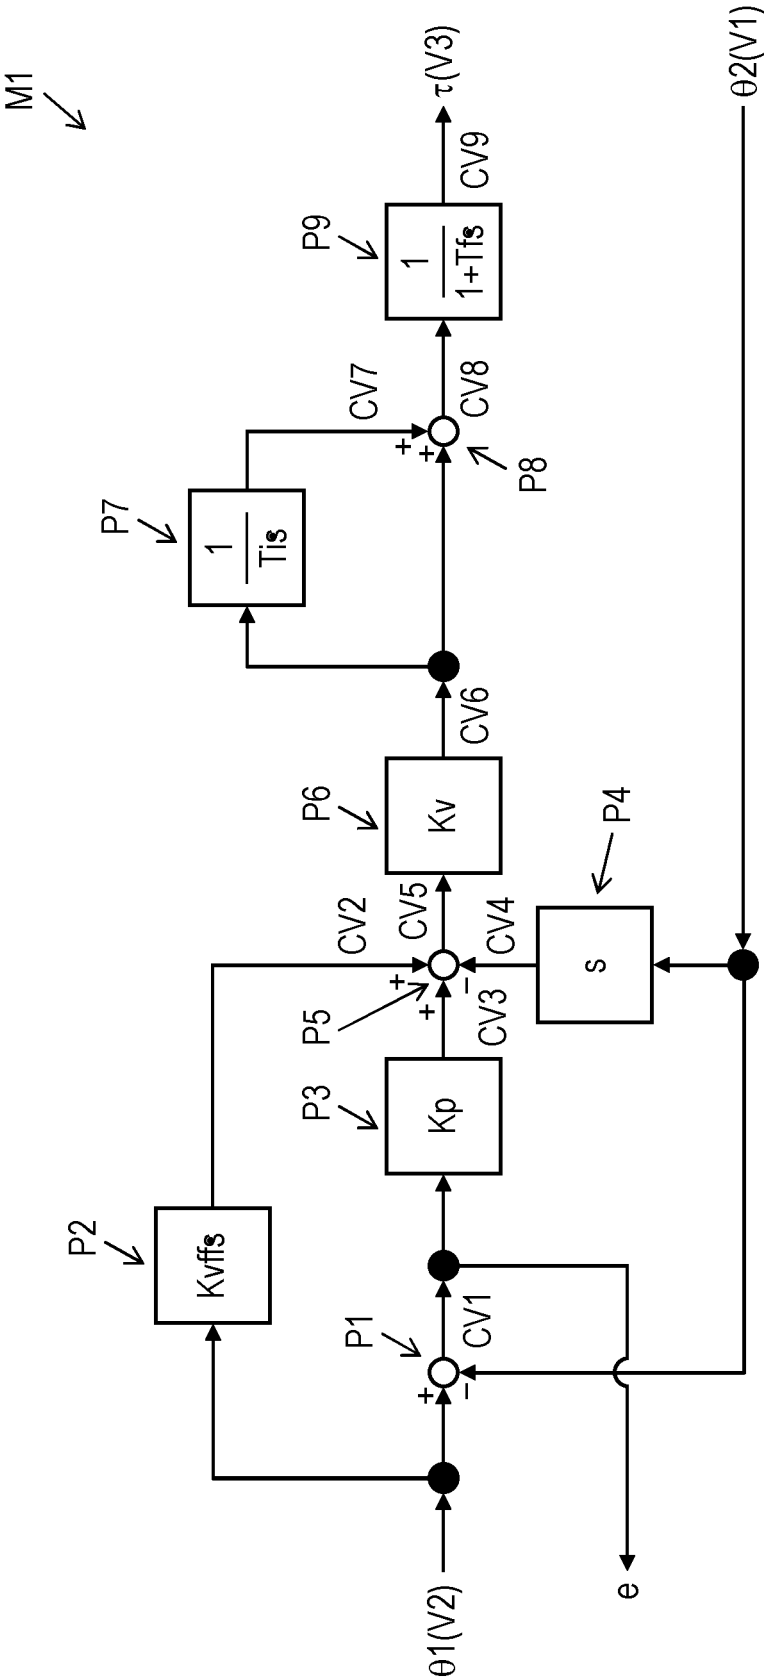 M1
P2
Kvffs
CV2
P7
1
Tis
CV7
P1
P3
P5
P6
P9
θ1(V2)
+
−
CV1
Kp
+
+
−
CV3
CV5
Kv
CV6
+
+
CV8
1
1+Tfs
CV9
τ(V3)
P8
CV4
s
P4
e
θ2(V1)